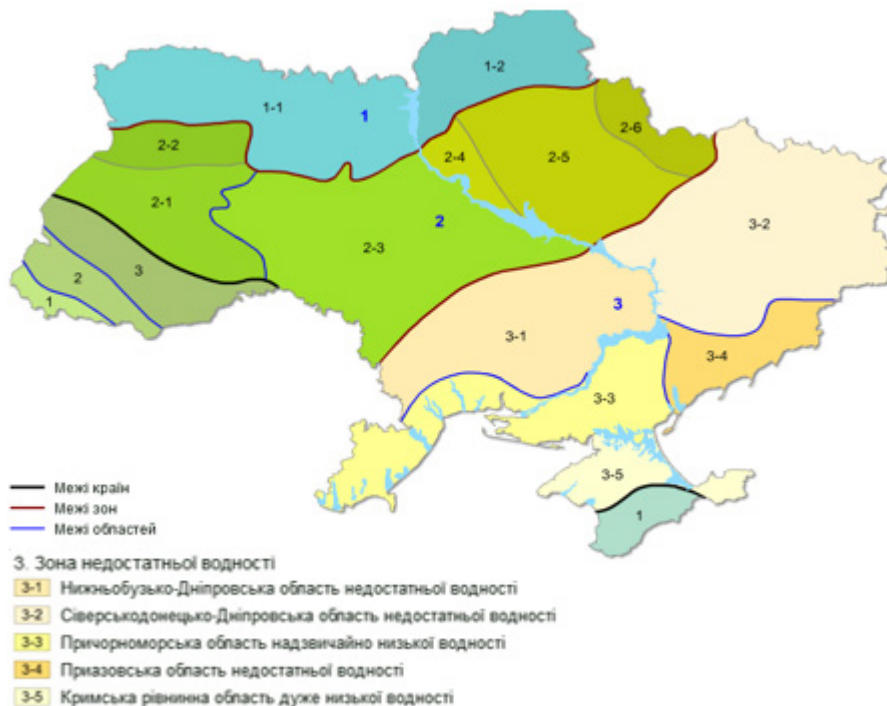 1-2
1-1
1
2-6
2-2
2-4
2-5
2-1
2
3-2
2-3
3
2
1
3
3-1
3-4
3-3
3-5
1
Межі країн
Межі зон
Межі областей
3. Зона недостатньої водності
3-1 Нижньобузько-Дніпровська область недостатньої водності
3-2 Сіверськодонецько-Дніпровська область недостатньої водності
3-3 Причорноморська область надзвичайно низької водності
3-4 Приазовська область недостатньої водності
3-5 Кримська рівнинна область дуже низької водності